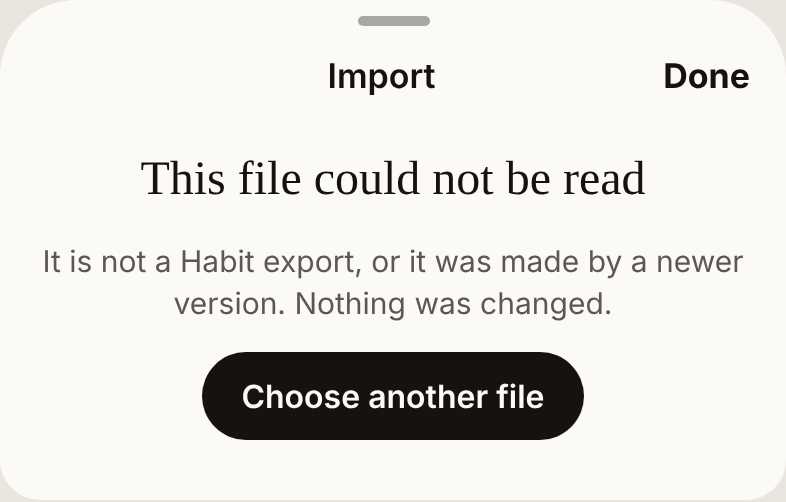 Import
Done
This file could not be read
It is not a Habit export, or it was made by a newer
version. Nothing was changed.
Choose another file